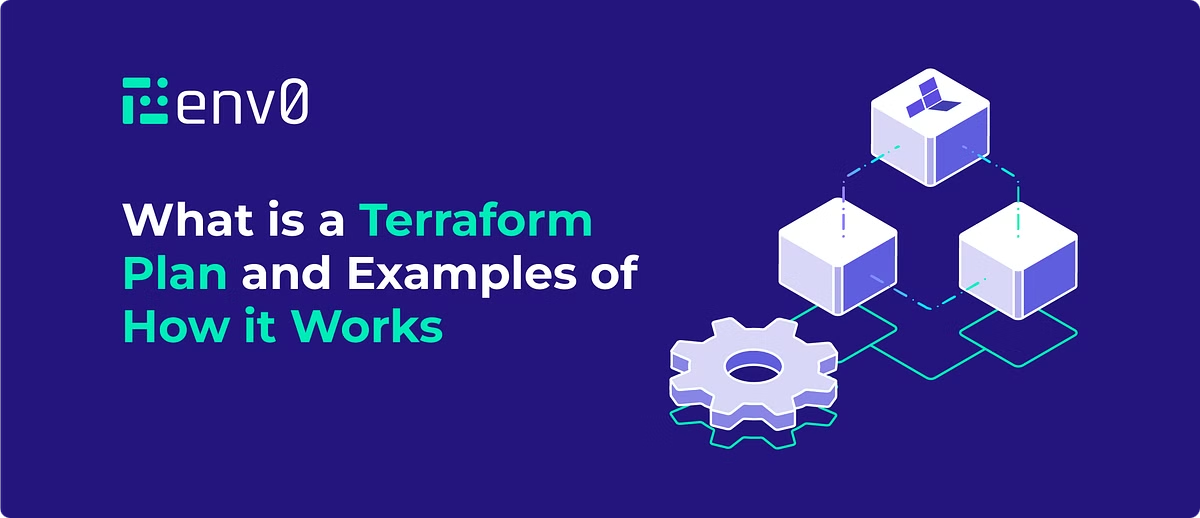 env0
What is a Terraform
Plan and Examples of
How it Works